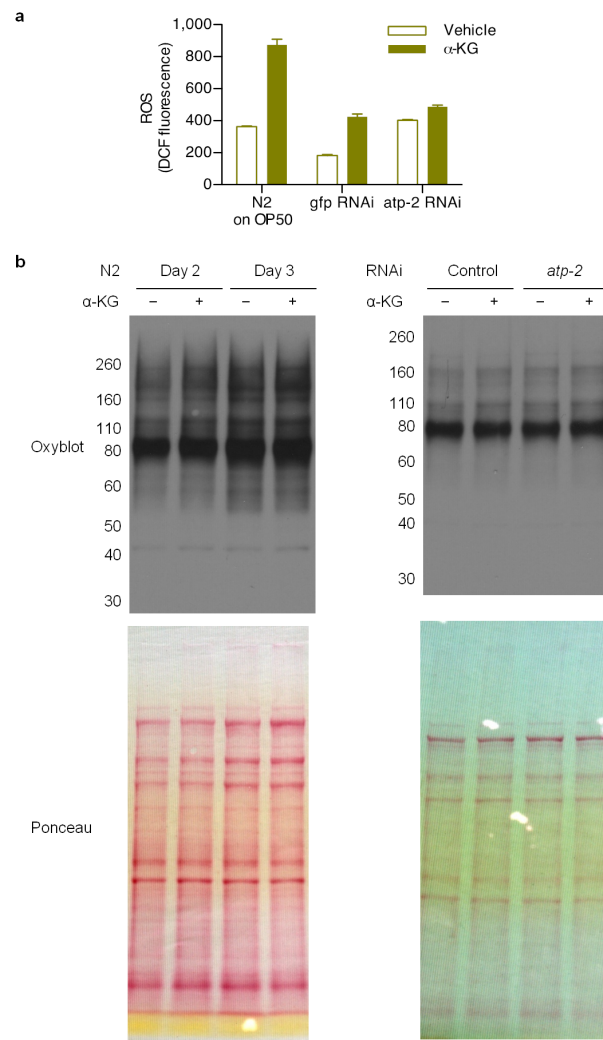 a
Vehicle
α-KG
ROS
(DCF fluorescence)
1,000
800
600
400
200
0
N2
on OP50
gfp RNAi
atp-2 RNAi
b
N2 Day 2 Day 3
α-KG – + – +
260
160
110
80
60
50
40
30
Oxyblot
RNAi Control atp-2
α-KG – + – +
260
160
110
80
60
50
40
30
Ponceau